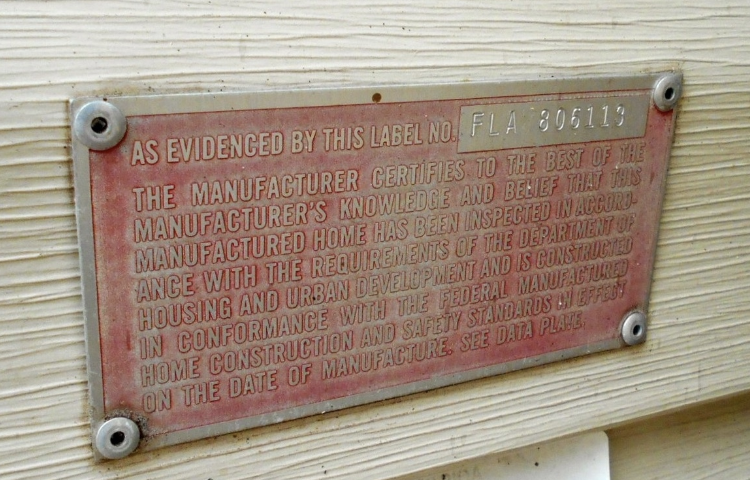 AS EVIDENCED BY THIS LABEL NO. FLA 806113
THE MANUFACTURER CERTIFIES TO THE BEST OF THE
MANUFACTURER'S KNOWLEDGE AND BELIEF THAT THIS
MANUFACTURED HOME HAS BEEN INSPECTED IN ACCORD-
ANCE WITH THE REQUIREMENTS OF THE DEPARTMENT OF
HOUSING AND URBAN DEVELOPMENT AND IS CONSTRUCTED
IN CONFORMANCE WITH THE FEDERAL MANUFACTURED
HOME CONSTRUCTION AND SAFETY STANDARDS IN EFFECT
ON THE DATE OF MANUFACTURE. SEE DATA PLATE.